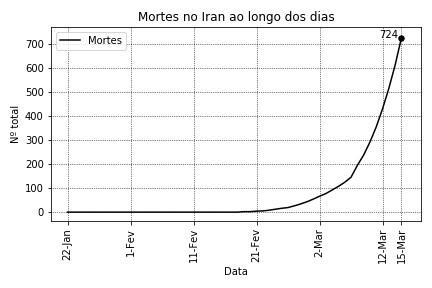 Mortes no Iran ao longo dos dias
724
Mortes
700
600
500
400
300
200
100
0
Nº total
22-Jan
1-Fev
11-Fev
21-Fev
2-Mar
12-Mar
15-Mar
Data